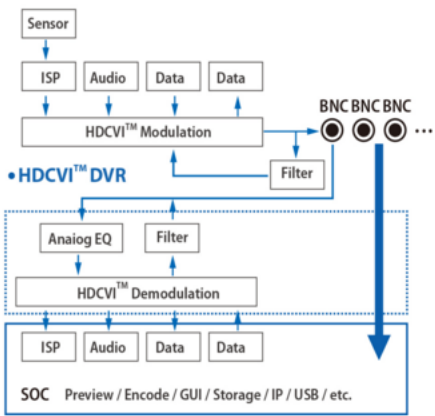 Sensor
ISP Audio Data Data
BNC BNC BNC
HDCVI™ Modulation
...
• HDCVI™ DVR
Filter
Anaiog EQ Filter
HDCVI™ Demodulation
ISP Audio Data Data
SOC Preview / Encode / GUI / Storage / IP / USB / etc.